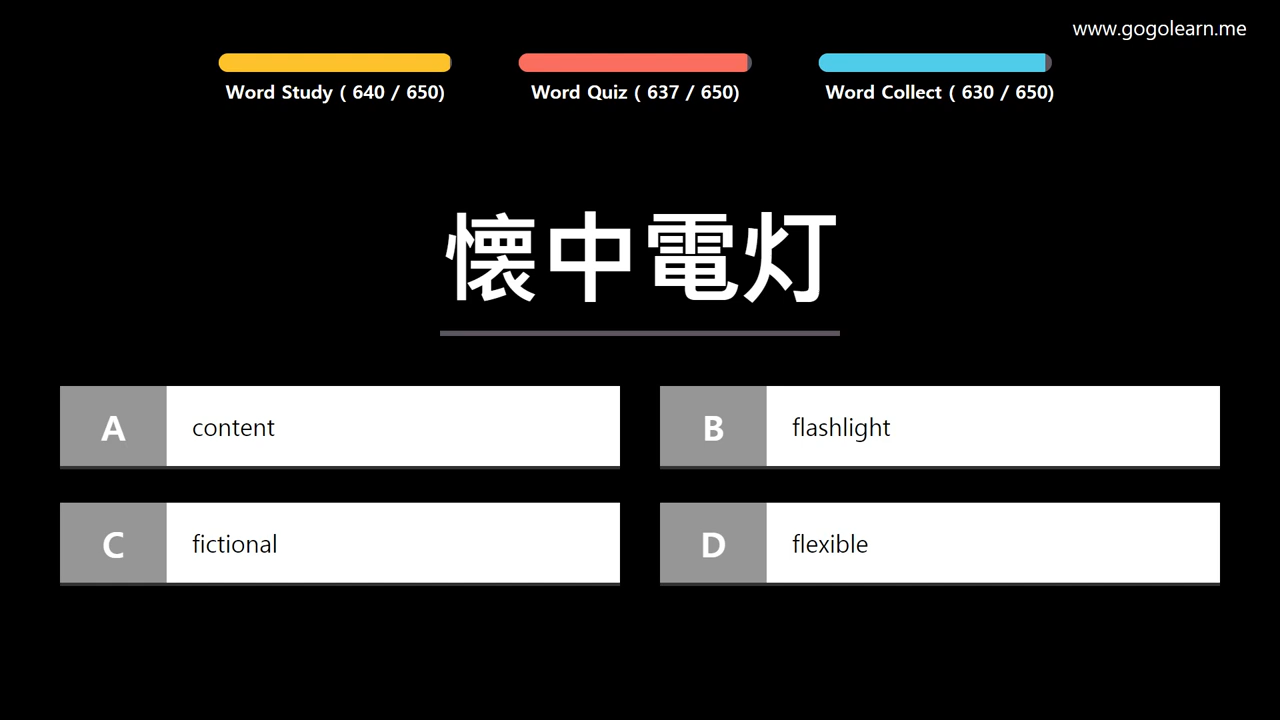 www.gogolearn.me
Word Study ( 640 / 650)
Word Quiz ( 637 / 650)
Word Collect ( 630 / 650)
懐中電灯
A content
B flashlight
C fictional
D flexible